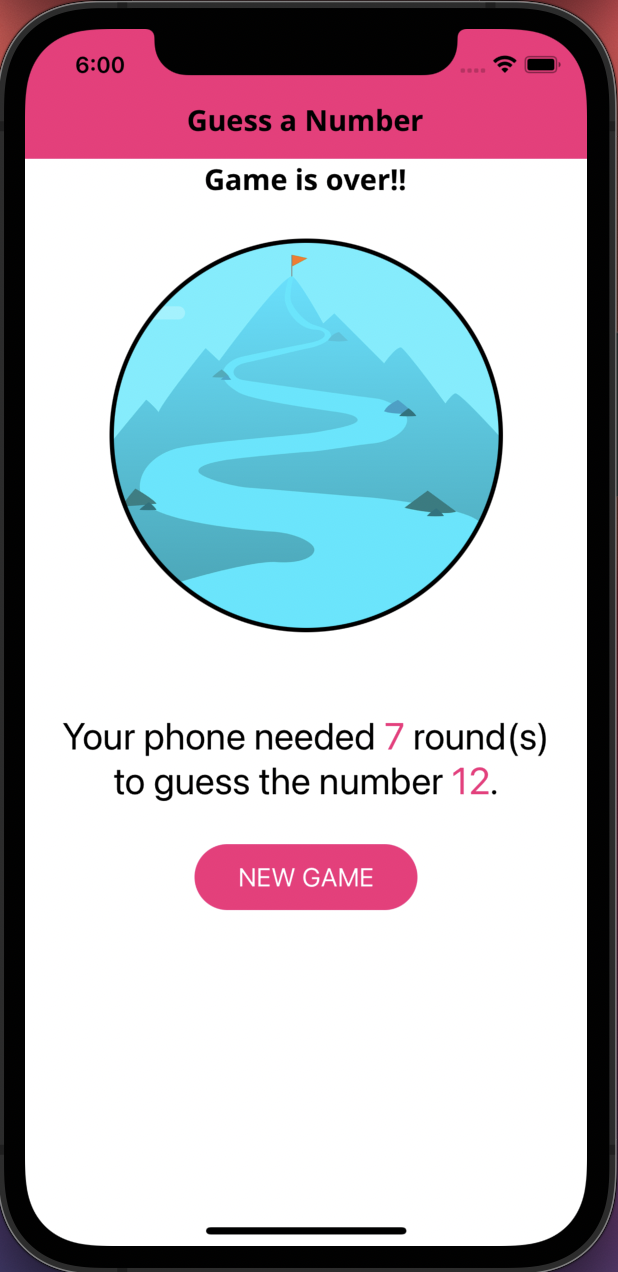 6:00
Guess a Number
Game is over!!
Your phone needed 7 round(s)
to guess the number 12.
NEW GAME